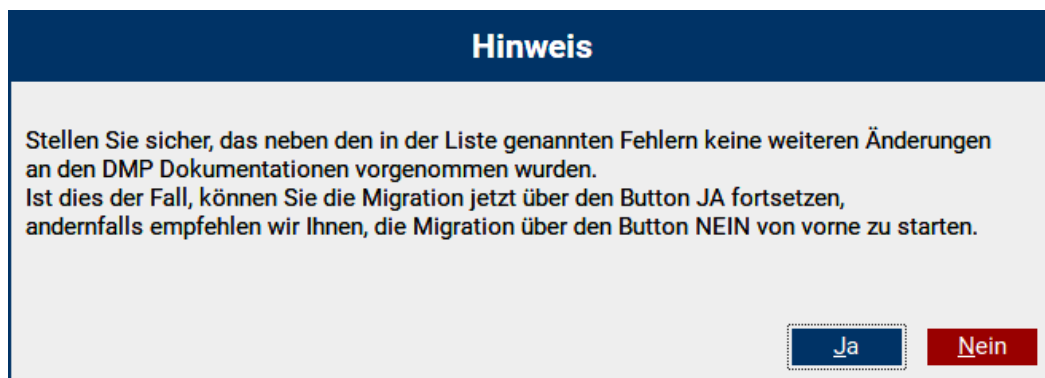 Hinweis
Stellen Sie sicher, das neben den in der Liste genannten Fehlern keine weiteren Änderungen
an den DMP Dokumentationen vorgenommen wurden.
Ist dies der Fall, können Sie die Migration jetzt über den Button JA fortsetzen,
andernfalls empfehlen wir Ihnen, die Migration über den Button NEIN von vorne zu starten.
Ja
Nein